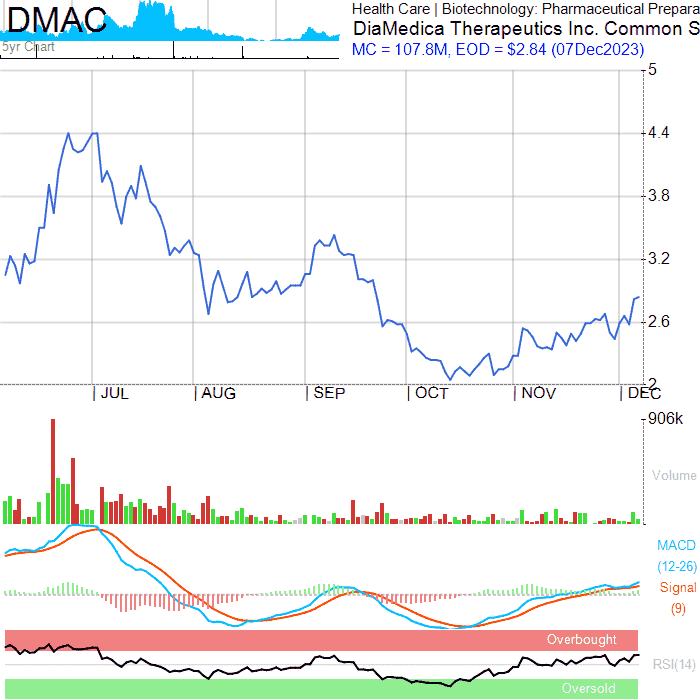 DMAC
5yr Chart
Health Care | Biotechnology: Pharmaceutical Prepara
DiaMedica Therapeutics Inc. Common S
MC = 107.8M, EOD = $2.84 (07Dec2023)
5
4.4
3.8
3.2
2.6
2
JUL
AUG
SEP
OCT
NOV
DEC
906k
Volume
MACD
(12-26)
Signal
(9)
Overbought
RSI(14)
Oversold